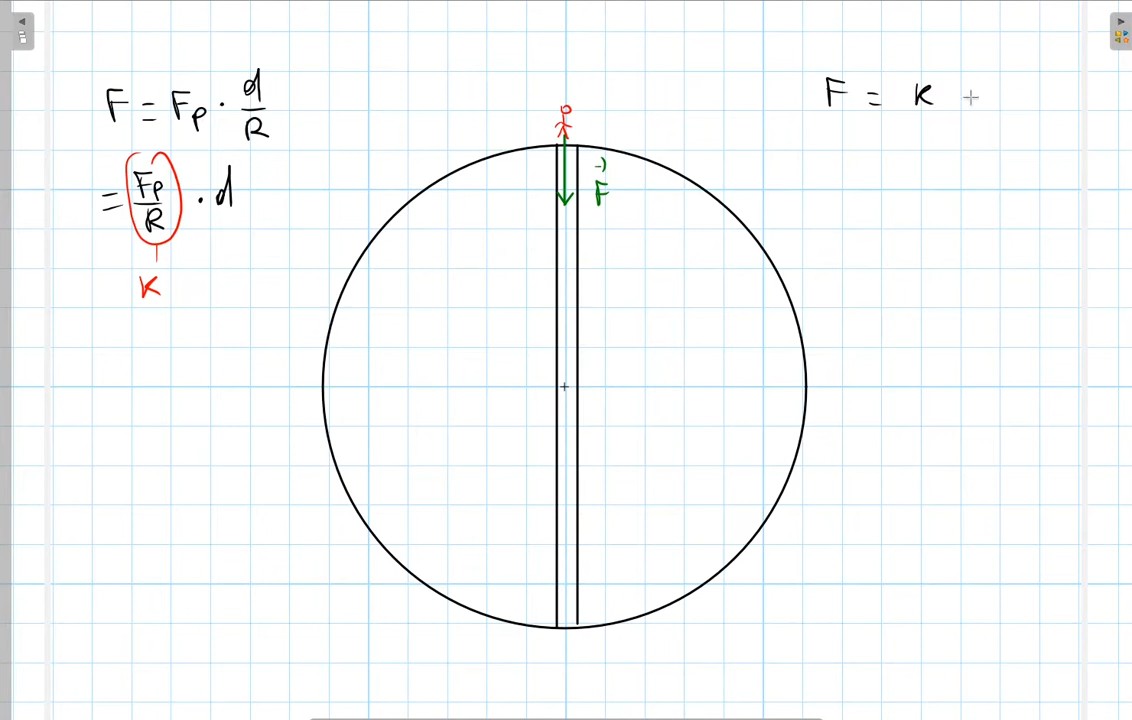 F = Fp · d/R
= Fp/R · d
K
F
F = K